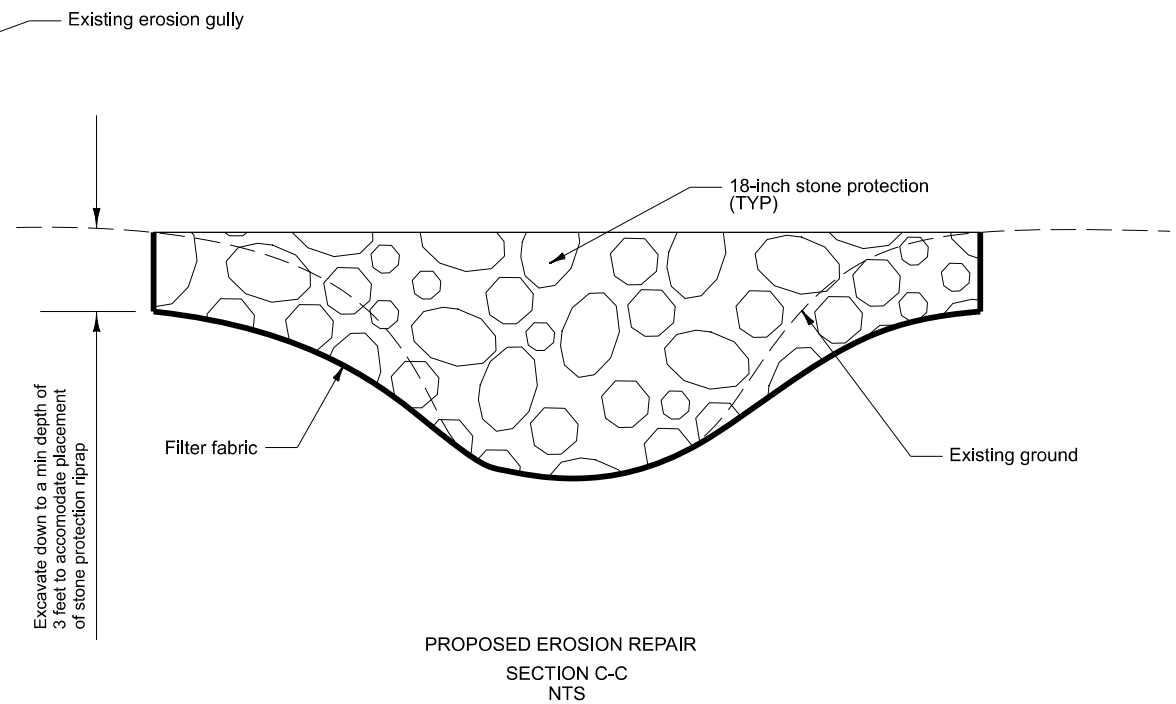 Existing erosion gully
18-inch stone protection
(TYP)
Filter fabric
Existing ground
Excavate down to a min depth of
3 feet to accomodate placement
of stone protection riprap
PROPOSED EROSION REPAIR
SECTION C-C
NTS